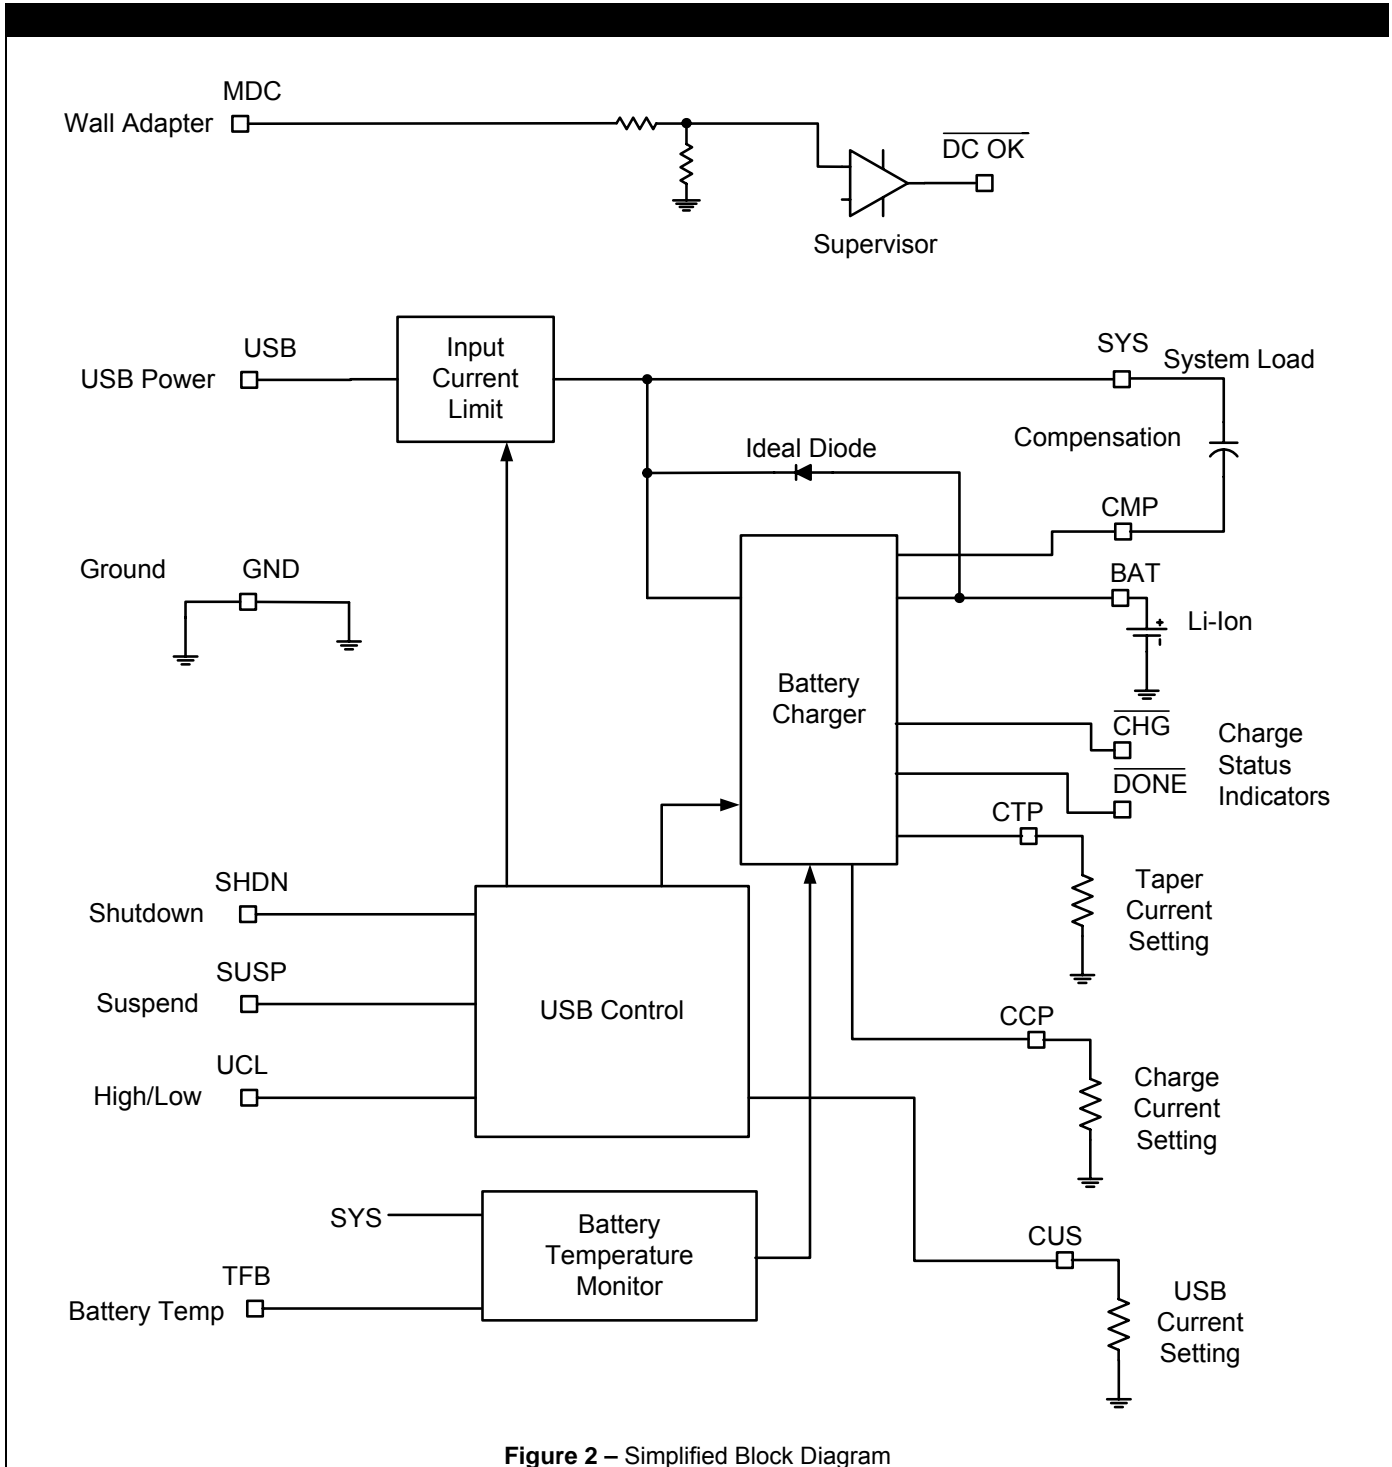 MDC
Wall Adapter
DC OK
Supervisor
USB
USB Power
Input
Current
Limit
SYS
System Load
Ideal Diode
Compensation
CMP
Ground
GND
BAT
Li-Ion
Battery
Charger
CHG
DONE
Charge
Status
Indicators
CTP
Taper
Current
Setting
SHDN
Shutdown
SUSP
Suspend
UCL
High/Low
USB Control
CCP
Charge
Current
Setting
SYS
Battery
Temperature
Monitor
TFB
Battery Temp
CUS
USB
Current
Setting
Figure 2 – Simplified Block Diagram